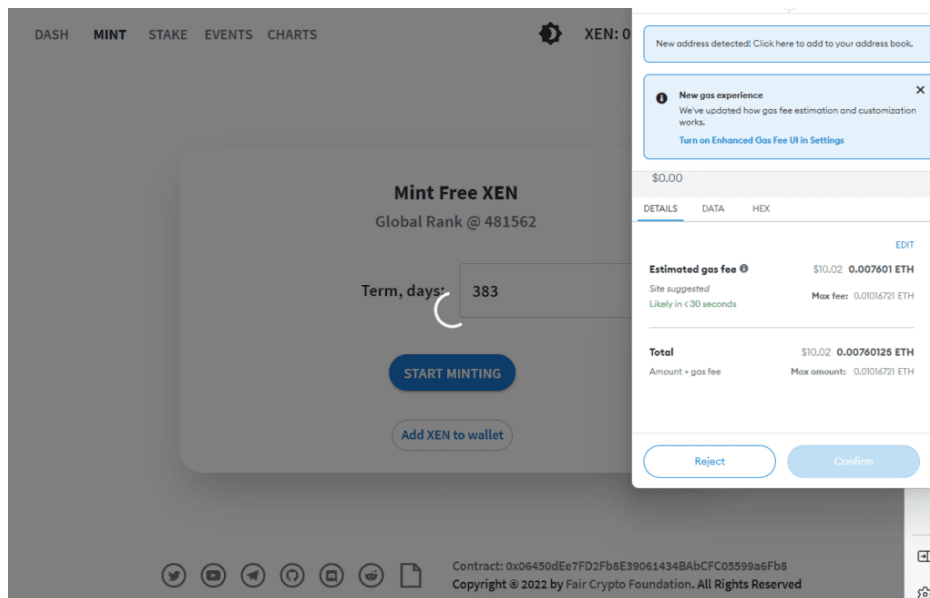 DASH MINT STAKE EVENTS CHARTS XEN: 0
Mint Free XEN
Global Rank @ 481562
Term, days: 383
START MINTING
Add XEN to wallet
Contract: 0x06450dEe7FD2Fb8E39061434BAbCFC05599a6Fb8
Copyright © 2022 by Fair Crypto Foundation. All Rights Reserved
New address detected! Click here to add to your address book.
New gas experience
We've updated how gas fee estimation and customization
works.
Turn on Enhanced Gas Fee UI in Settings
$0.00
DETAILS DATA HEX
EDIT
Estimated gas fee $10.02 0.007601 ETH
Site suggested
Likely in < 30 seconds
Max fee: 0.01016721 ETH
Total $10.02 0.00760125 ETH
Amount + gas fee Max amount: 0.01016721 ETH
Reject Confirm